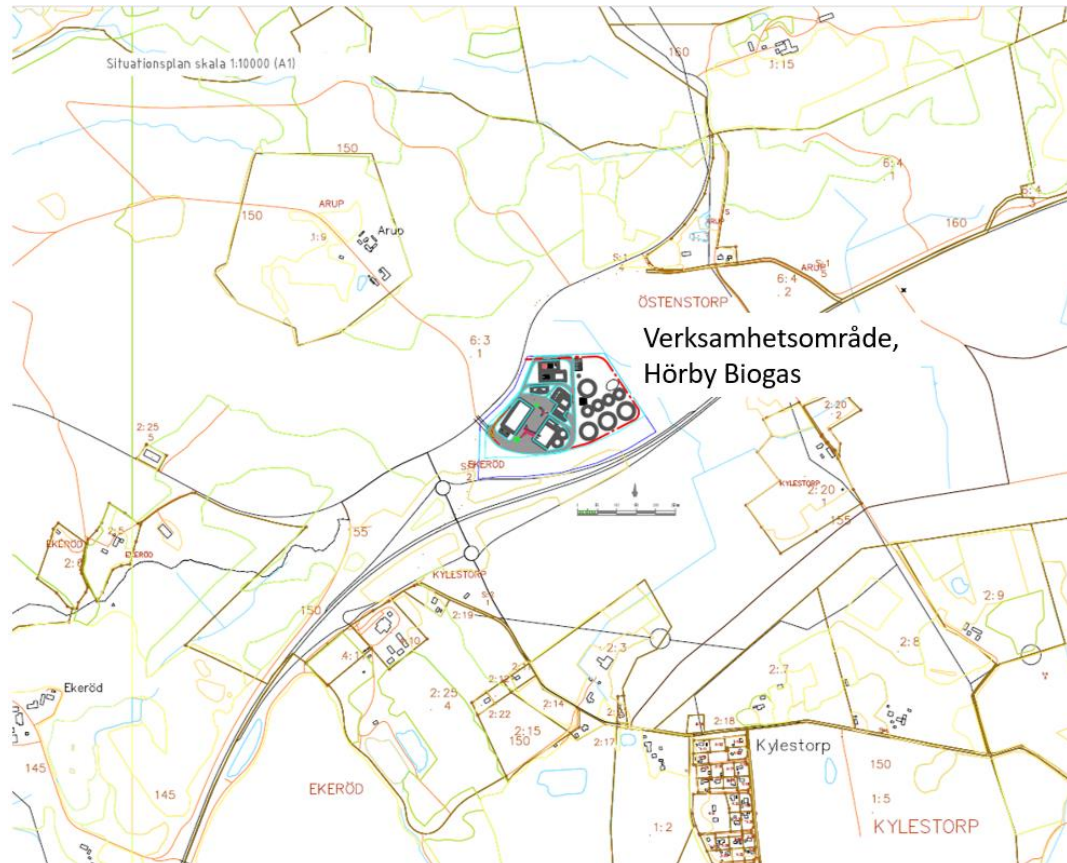 160
1:15
Situationsplan skala 1:10000 (A1)
150
6:4
1
6:4
3
ARUP
150
Arup
1:9
160
ARUP
S:1
4
ARUP
6:4
2
ÖSTENSTORP
6:3
1
Verksamhetsområde,
Hörby Biogas
2:20
2
2:25
5
EKERÖD
KYLESTORP
2:20
1
155
EKERÖD
2:5
EKERÖD
2:6
55
150
KYLESTORP
2:19
2:9
4:1
2:3
2:8
2:7
2:25
4
2:22
2:14
2:15
150
2:17
2:18
Ekeröd
Kylestorp
145
145
EKERÖD
150
1:5
1:2
KYLESTORP